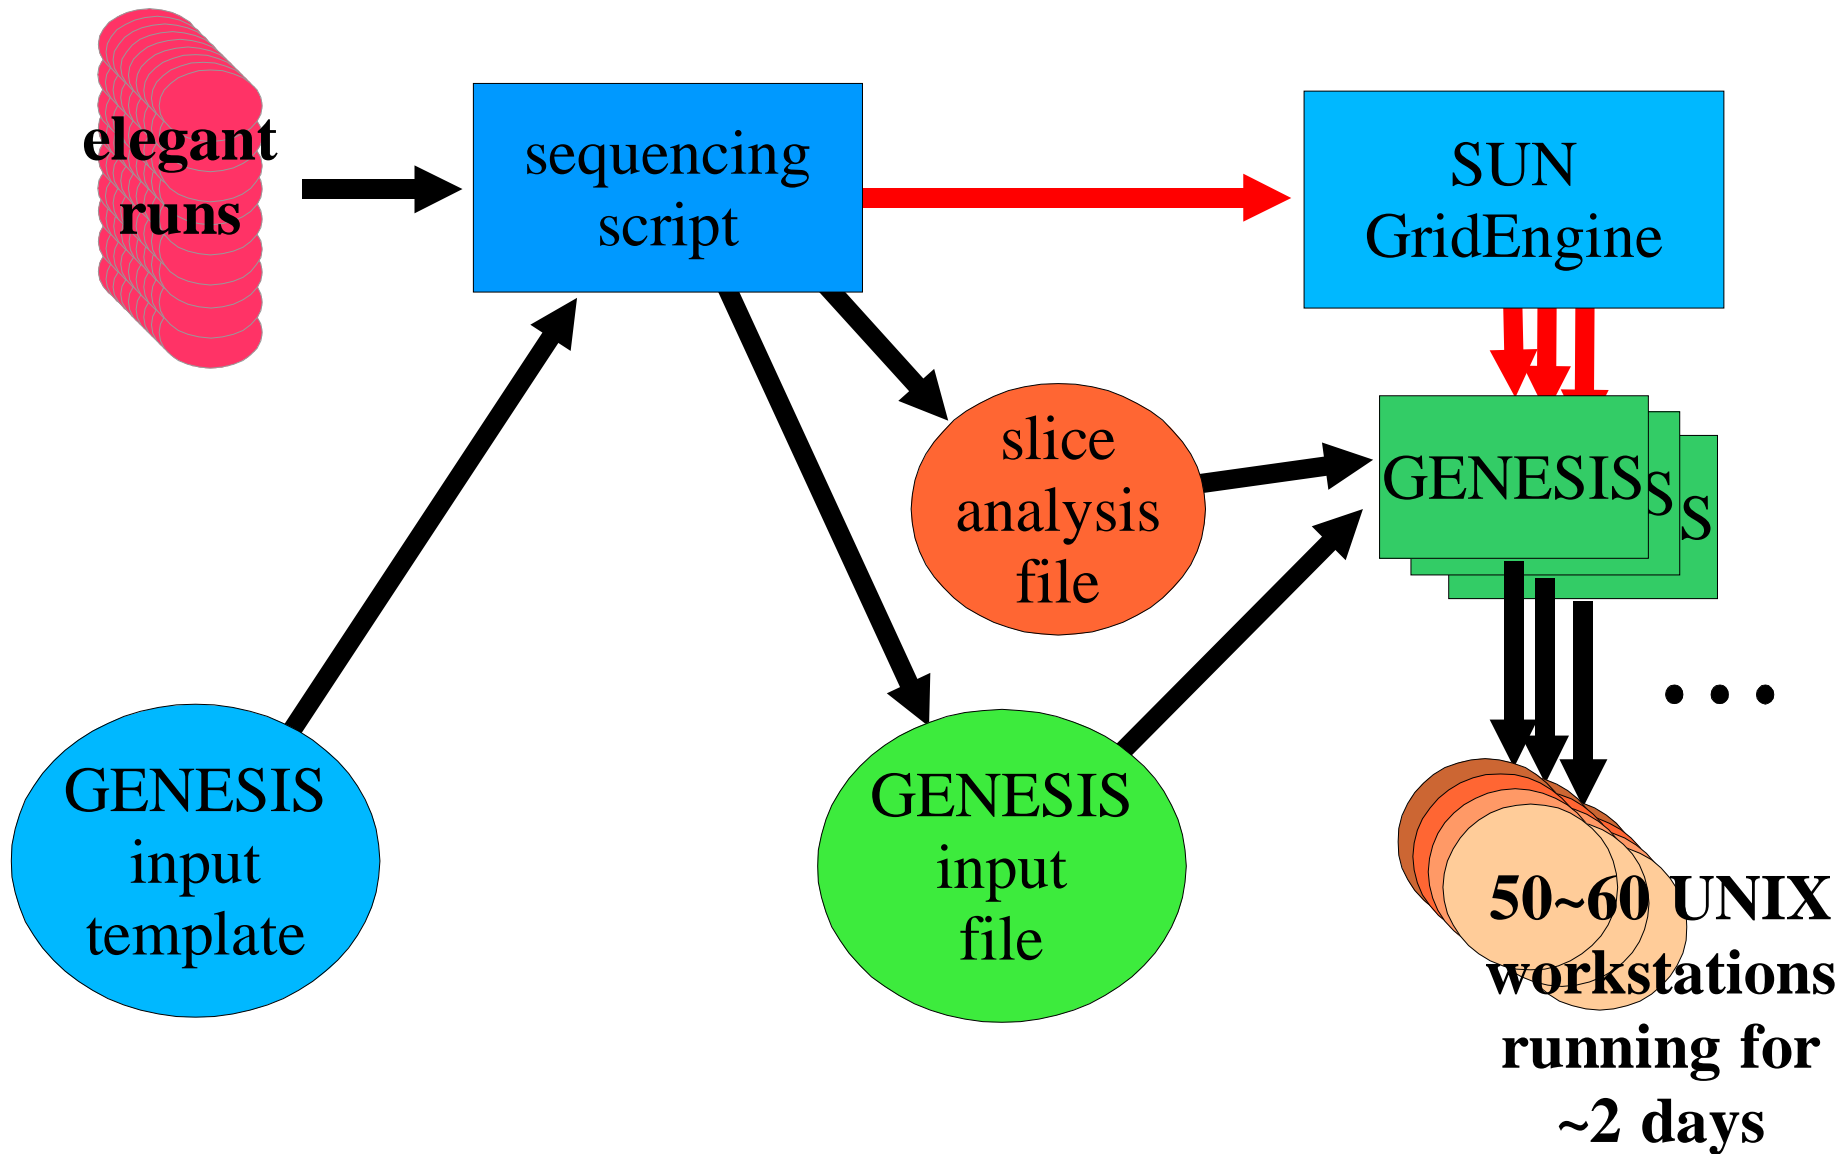 elegant
runs
sequencing
script
SUN
GridEngine
slice
analysis
file
GENESIS
S
S
GENESIS
input
template
GENESIS
input
file
...
50~60 UNIX
workstations
running for
~2 days